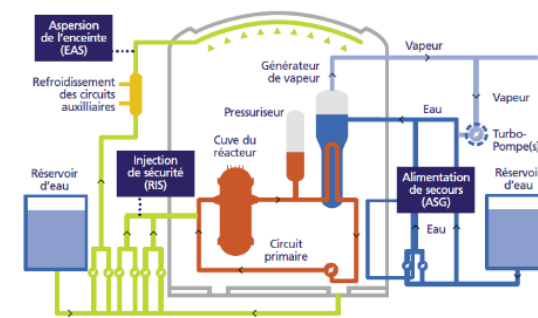 Aspersion
de l'enceinte
(EAS)
Refroidissement
des circuits
auxilliaires
Réservoir
d'eau
Injection
de sécurité
(RIS)
Générateur
de vapeur
Pressuriseur
Cuve du
réacteur
Circuit
primaire
Vapeur
Vapeur
Eau
Turbo-
Pompe(s)
Alimentation
de secours
(ASG)
Réservoir
d'eau
Eau